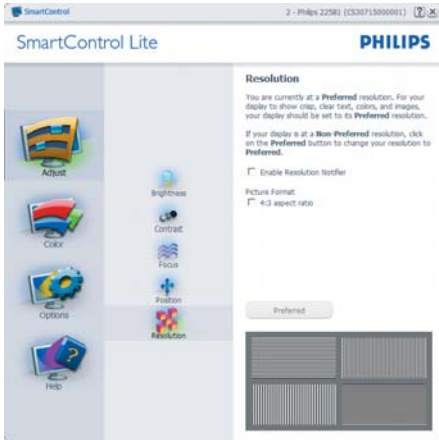 SmartControl
2 - Philips 225B1 (CS30715000001)
SmartControl Lite
PHILIPS
Adjust
Color
Options
Help
Brightness
Contrast
Focus
Position
Resolution
Resolution
You are currently at a Preferred resolution. For your
display to show crisp, clear text, colors, and images,
your display should be set to its Preferred resolution.
If your display is at a Non-Preferred resolution, click
on the Preferred button to change your resolution to
Preferred.
Enable Resolution Notifier
Picture Format
4:3 aspect ratio
Preferred